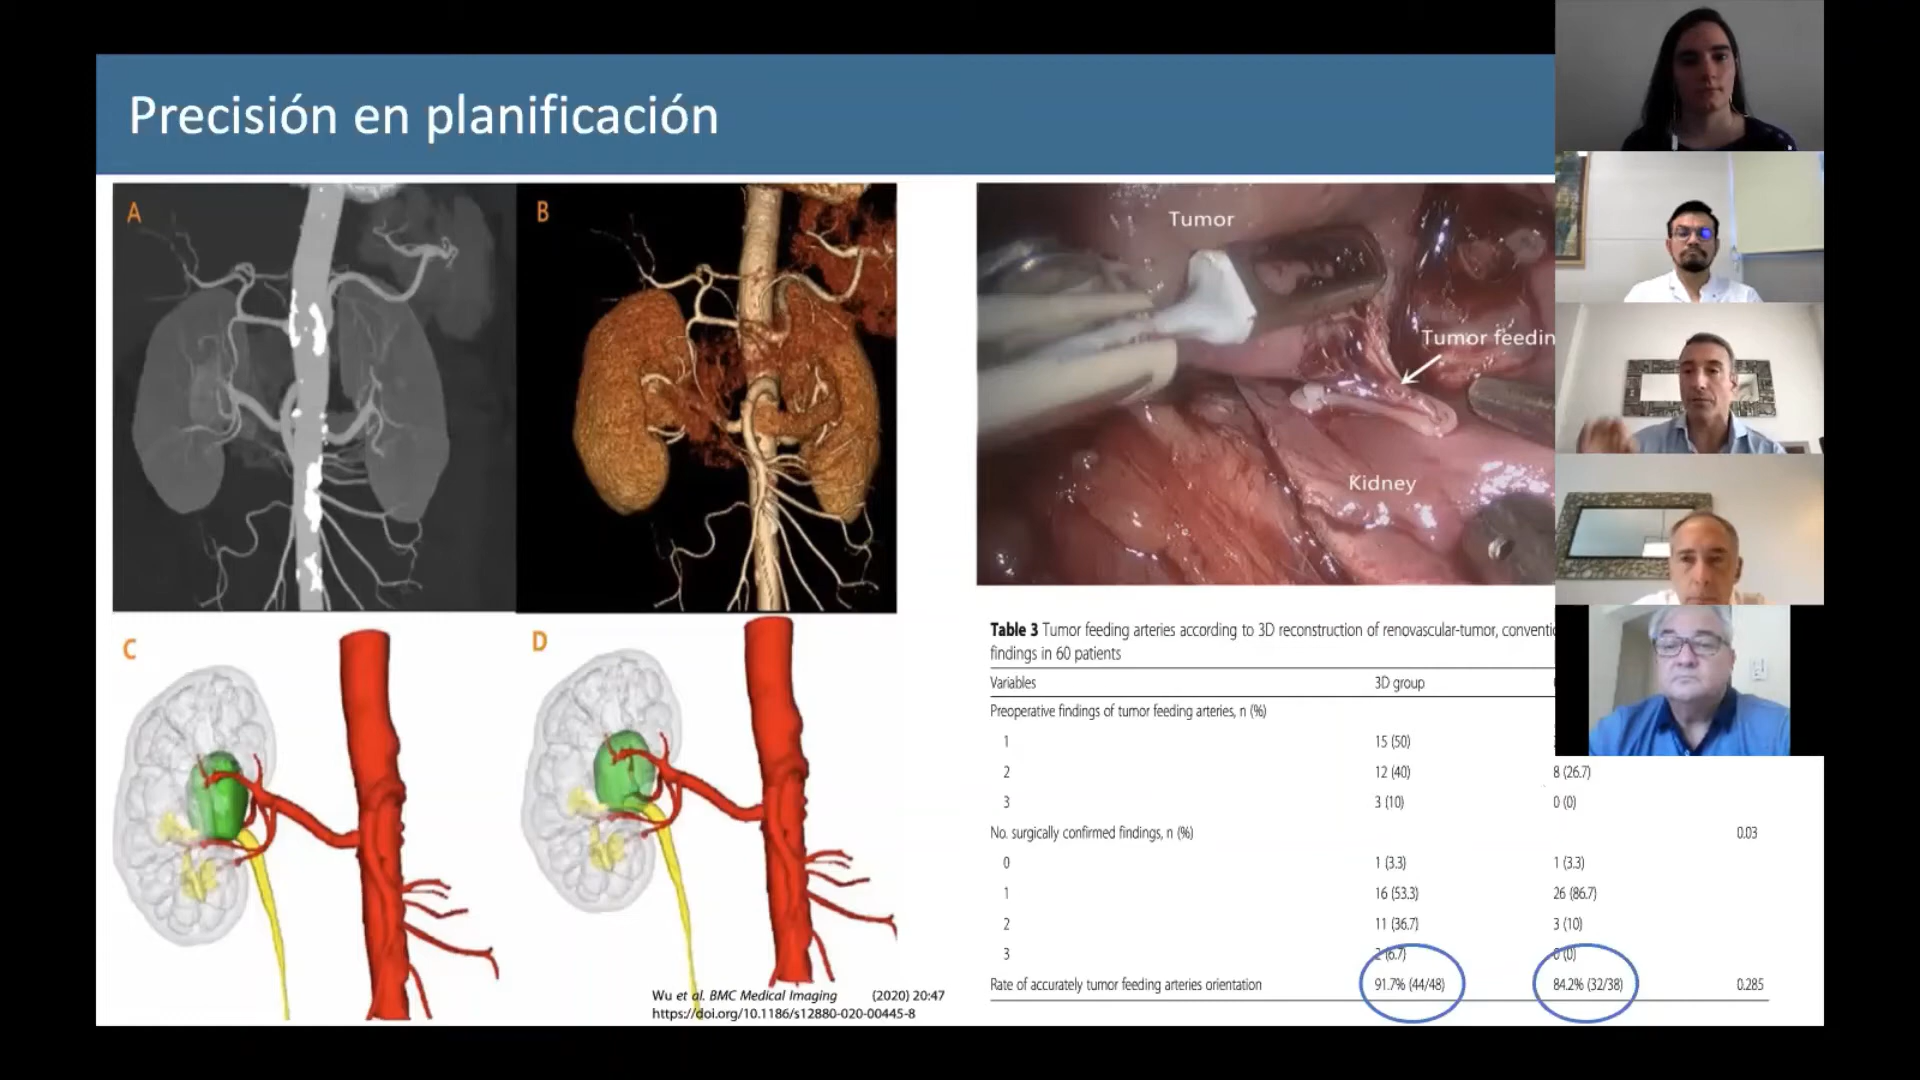 Precisión en planificación
A
B
C
D
Wu et al. BMC Medical Imaging (2020) 20:47
https://doi.org/10.1186/s12880-020-00445-8
Tumor
Tumor feedin
Kidney
Table 3 Tumor feeding arteries according to 3D reconstruction of renovascular-tumor, conventio
findings in 60 patients
Variables 3D group
Preoperative findings of tumor feeding arteries, n (%)
1 15 (50)
2 12 (40) 8 (26.7)
3 3 (10) 0 (0)
No. surgically confirmed findings, n (%) 0.03
0 1 (3.3) 1 (3.3)
1 16 (53.3) 26 (86.7)
2 11 (36.7) 3 (10)
3 2 (6.7) 0 (0)
Rate of accurately tumor feeding arteries orientation 91.7% (44/48) 84.2% (32/38) 0.285